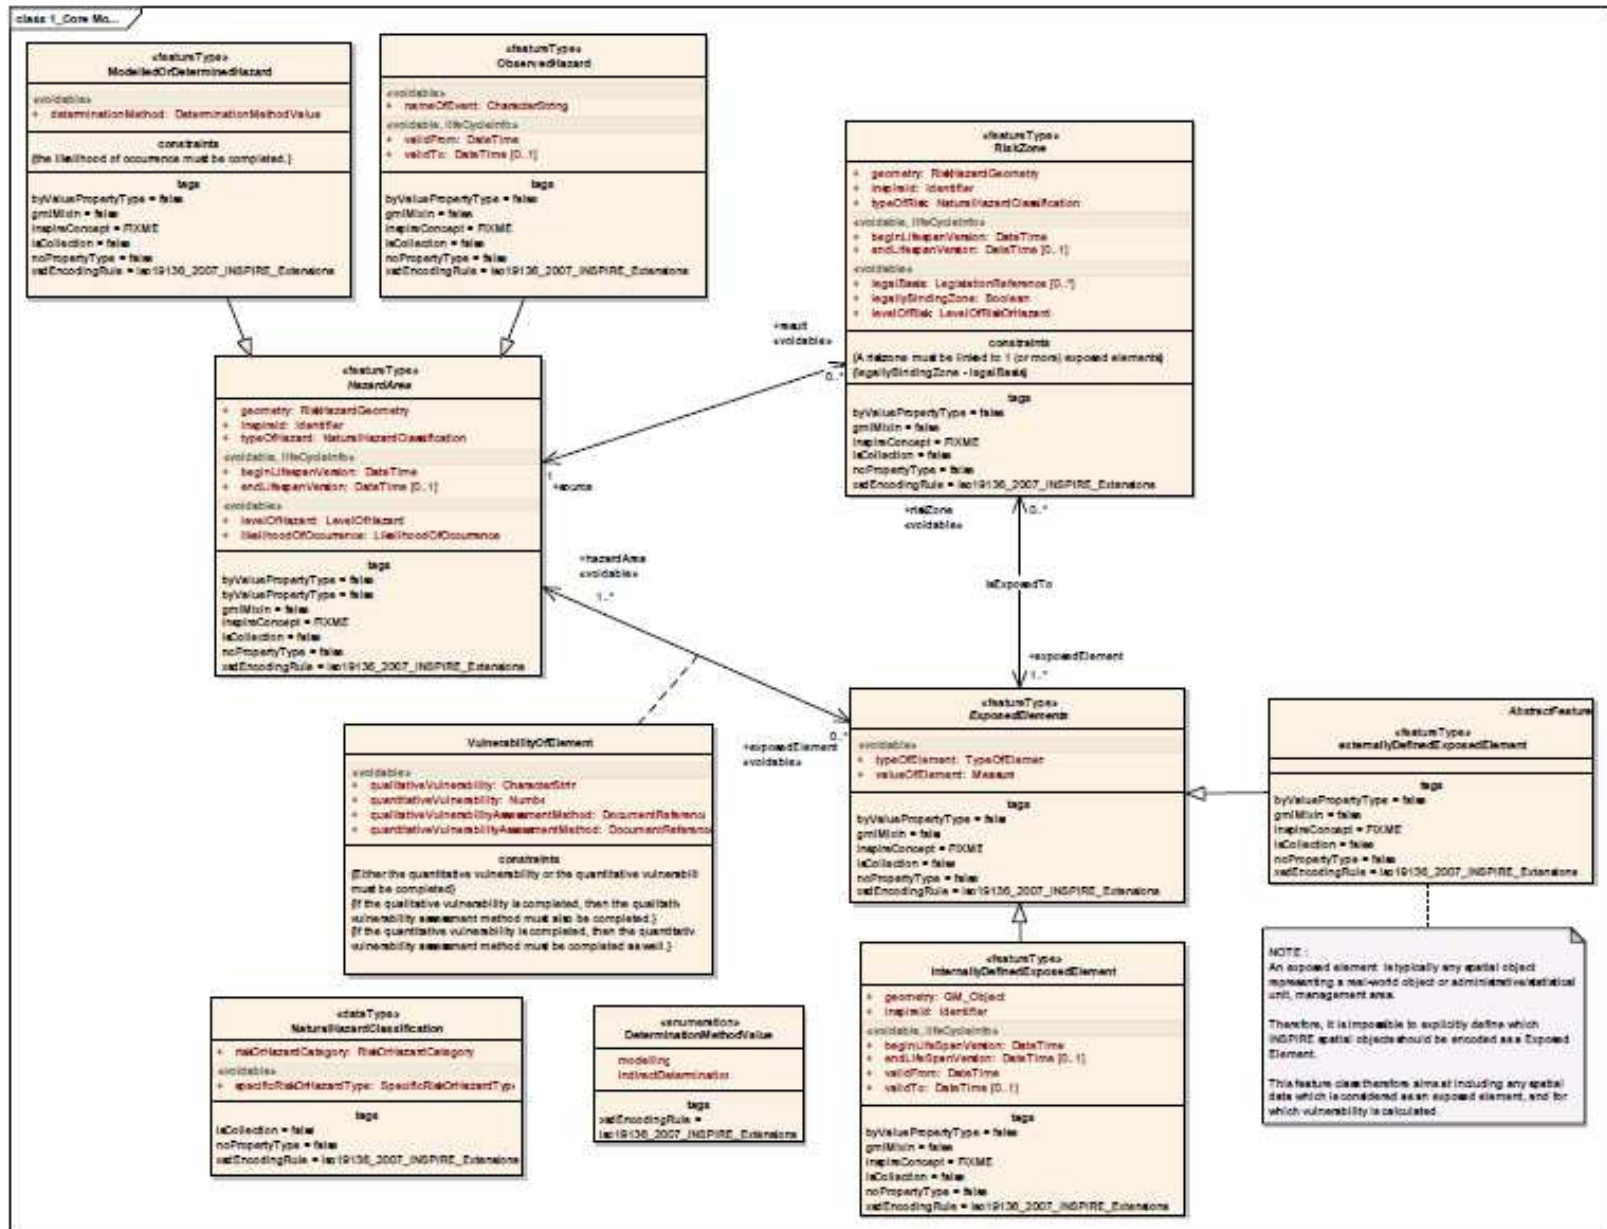 class 1_Core Mo...
«featureType»
ModelledOrDeterminedHazard
«voidable»
+ determinationMethod: DeterminationMethodValue
constraints
{the likelihood of occurrence must be completed.}
tags
byValuePropertyType = false
gmlMixin = false
inspireConcept = FIXME
isCollection = false
noPropertyType = false
xsdEncodingRule = iso19136_2007_INSPIRE_Extensions
«featureType»
ObservedHazard
«voidable»
+ nameOfEvent: CharacterString
«voidable, lifeCycleInfo»
+ validFrom: DateTime
+ validTo: DateTime [0..1]
tags
byValuePropertyType = false
gmlMixin = false
inspireConcept = FIXME
isCollection = false
noPropertyType = false
xsdEncodingRule = iso19136_2007_INSPIRE_Extensions
«featureType»
RiskZone
+ geometry: RiskHazardGeometry
+ inspireId: Identifier
+ typeOfRisk: NaturalHazardClassification
«voidable, lifeCycleInfo»
+ beginLifespanVersion: DateTime
+ endLifespanVersion: DateTime [0..1]
«voidable»
+ legalBasis: LegislationReference [0..*]
+ legallyBindingZone: Boolean
+ levelOfRisk: LevelOfRiskOrHazard
constraints
{A riskzone must be linked to 1 (or more) exposed elements}
{legallyBindingZone - legalBasis}
tags
byValuePropertyType = false
gmlMixin = false
inspireConcept = FIXME
isCollection = false
noPropertyType = false
xsdEncodingRule = iso19136_2007_INSPIRE_Extensions
+result
«voidable»
0..*
1
+source
«featureType»
HazardArea
+ geometry: RiskHazardGeometry
+ inspireId: Identifier
+ typeOfHazard: NaturalHazardClassification
«voidable, lifeCycleInfo»
+ beginLifespanVersion: DateTime
+ endLifespanVersion: DateTime [0..1]
«voidable»
+ levelOfHazard: LevelOfHazard
+ likelihoodOfOccurrence: LikelihoodOfOccurrence
tags
byValuePropertyType = false
byValuePropertyType = false
gmlMixin = false
inspireConcept = FIXME
isCollection = false
noPropertyType = false
xsdEncodingRule = iso19136_2007_INSPIRE_Extensions
+riskZone
«voidable»
0..*
isExposedTo
+exposedElement
1..*
+hazardArea
«voidable»
1..*
0..*
+exposedElement
«voidable»
VulnerabilityOfElement
«voidable»
+ qualitativeVulnerability: CharacterStrir
+ quantitativeVulnerability: Numbe
+ qualitativeVulnerabilityAssessmentMethod: DocumentReferenc
+ quantitativeVulnerabilityAssessmentMethod: DocumentReferenc
constraints
{Either the quantitative vulnerability or the quantitative vulnerabilit
must be completed}
{If the qualitative vulnerability is completed, then the qualitativ
vulnerability assessment method must also be completed.}
{If the quantitative vulnerability is completed, then the quantitativ
vulnerability assessment method must be completed as well.}
«featureType»
ExposedElements
«voidable»
+ typeOfElement: TypeOfElemer
+ valueOfElement: Measure
tags
byValuePropertyType = false
gmlMixin = false
inspireConcept = FIXME
isCollection = false
noPropertyType = false
xsdEncodingRule = iso19136_2007_INSPIRE_Extensions
AbstractFeature
«featureType»
externallyDefinedExposedElement
tags
byValuePropertyType = false
gmlMixin = false
inspireConcept = FIXME
isCollection = false
noPropertyType = false
xsdEncodingRule = iso19136_2007_INSPIRE_Extensions
NOTE :
An exposed element is typically any spatial object
representing a real-world object or administrative/statistical
unit, management area.
Therefore, it is impossible to explicitly define which
INSPIRE spatial objects should be encoded as a Exposed
Element.
This feature class therefore aims at including any spatial
data which is considered as an exposed element, and for
which vulnerability is calculated.
«featureType»
InternallyDefinedExposedElement
+ geometry: GM_Object
+ inspireId: Identifier
«voidable, lifeCycleInfo»
+ beginLifeSpanVersion: DateTime
+ endLifeSpanVersion: DateTime [0..1]
+ validFrom: DateTime
+ validTo: DateTime [0..1]
tags
byValuePropertyType = false
gmlMixin = false
inspireConcept = FIXME
isCollection = false
noPropertyType = false
xsdEncodingRule = iso19136_2007_INSPIRE_Extensions
«dataType»
NaturalHazardClassification
+ riskOrHazardCategory: RiskOrHazardCategory
«voidable»
+ specificRiskOrHazardType: SpecificRiskOrHazardTyp
tags
isCollection = false
noPropertyType = false
xsdEncodingRule = iso19136_2007_INSPIRE_Extensions
«enumeration»
DeterminationMethodValue
modelling
indirectDetermination
tags
xsdEncodingRule =
iso19136_2007_INSPIRE_Extensions